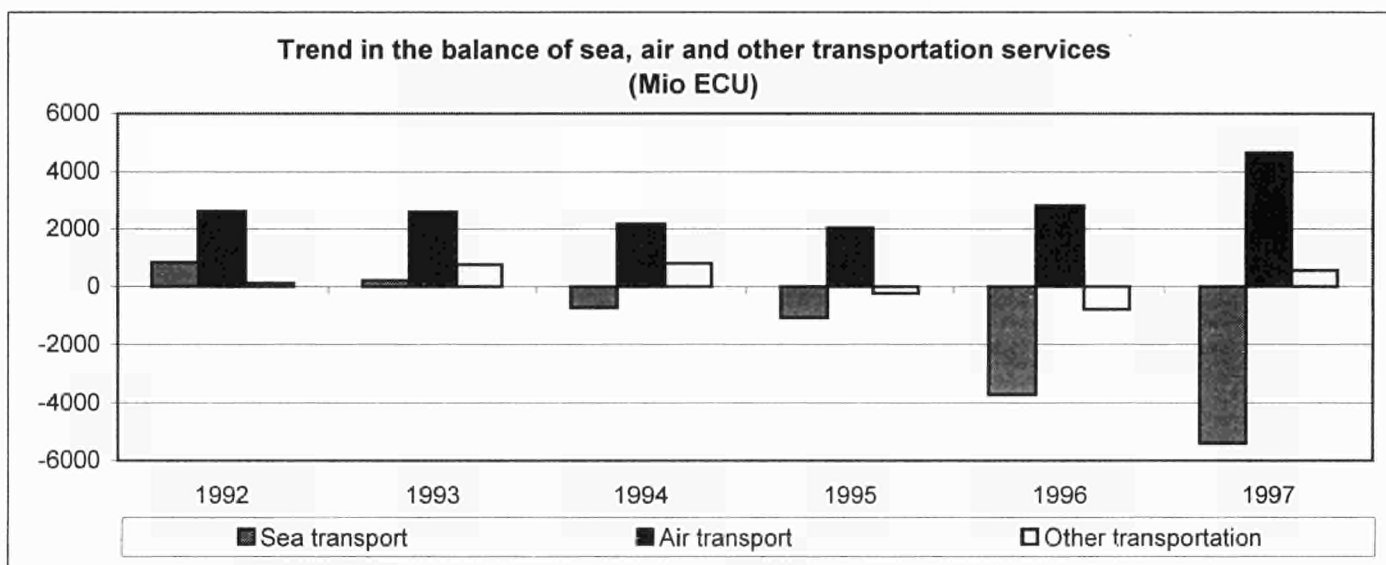 Trend in the balance of sea, air and other transportation services
(Mio ECU)
6000
4000
2000
0
-2000
-4000
-6000
1992 1993 1994 1995 1996 1997
Sea transport Air transport Other transportation